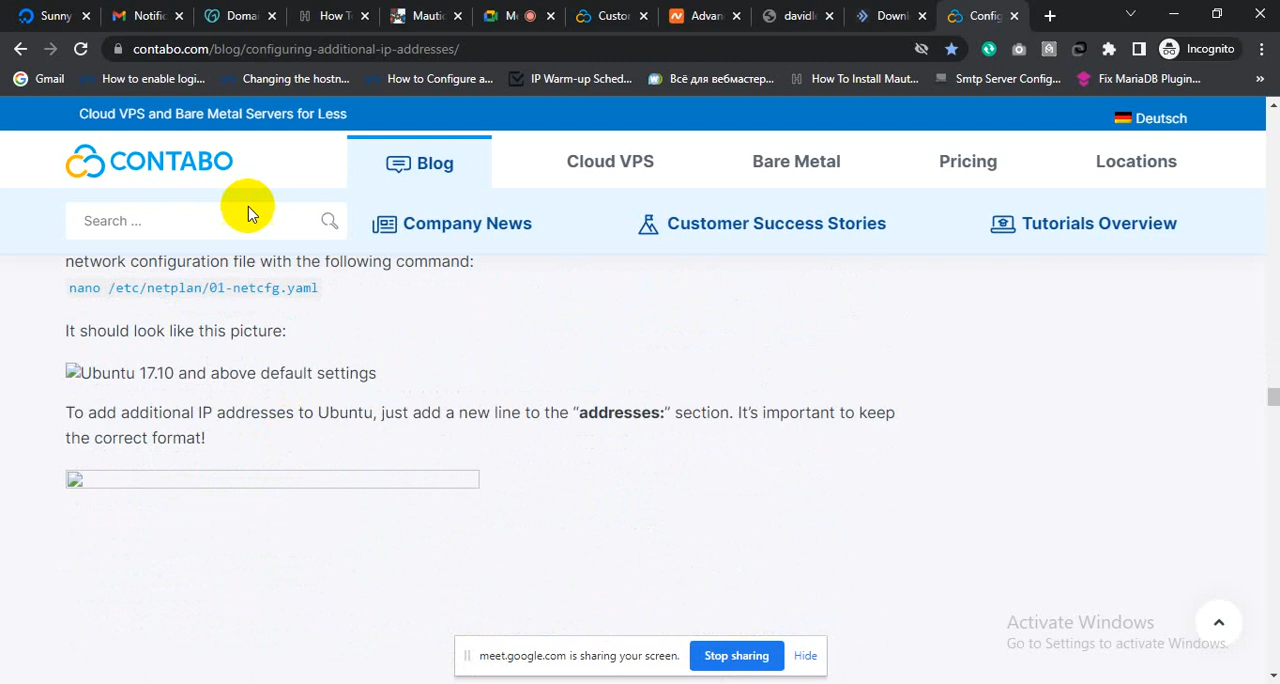 Sunny
Notific
Domai
How T
Mautic
M
Custor
Advan
davidl
Downl
Config
contabo.com/blog/configuring-additional-ip-addresses/
Incognito
Gmail
How to enable logi...
Changing the hostn...
How to Configure a...
IP Warm-up Sched...
Всё для вебмастер...
How To Install Maut...
Smtp Server Config...
Fix MariaDB Plugin...
»
Cloud VPS and Bare Metal Servers for Less
Deutsch
CONTABO
Blog
Cloud VPS
Bare Metal
Pricing
Locations
Search ...
Company News
Customer Success Stories
Tutorials Overview
network configuration file with the following command:
nano /etc/netplan/01-netcfg.yaml
It should look like this picture:
Ubuntu 17.10 and above default settings
To add additional IP addresses to Ubuntu, just add a new line to the “addresses:” section. It’s important to keep
the correct format!
Activate Windows
Go to Settings to activate Windows.
meet.google.com is sharing your screen.
Stop sharing
Hide